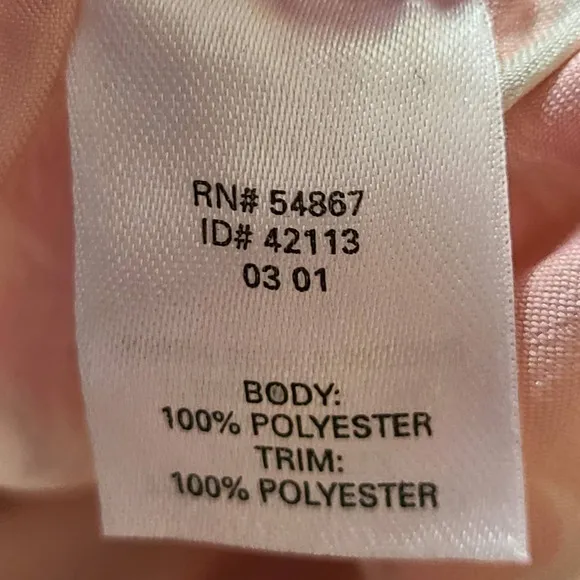 RN# 54867
ID# 42113
03 01
BODY:
100% POLYESTER
TRIM:
100% POLYESTER